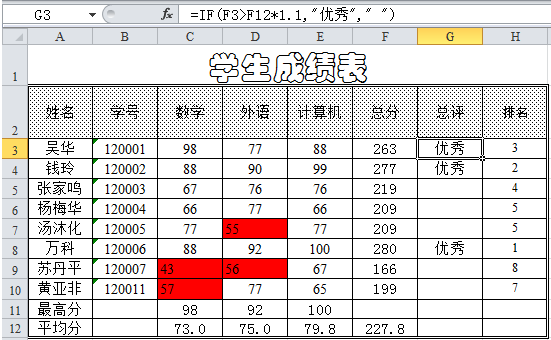 G3 fx =IF(F3>F12*1.1,"优秀"," ")
A B C D E F G H
1 学生成绩表
2 姓名 学号 数学 外语 计算机 总分 总评 排名
3 吴华 120001 98 77 88 263 优秀 3
4 钱玲 120002 88 90 99 277 优秀 2
5 张家鸣 120003 67 76 76 219 4
6 杨梅华 120004 66 77 66 209 5
7 汤沐化 120005 77 55 77 209 5
8 万科 120006 88 92 100 280 优秀 1
9 苏丹平 120007 43 56 67 166 8
10 黄亚非 120011 57 77 65 199 7
11 最高分 98 92 100
12 平均分 73.0 75.0 79.8 227.8